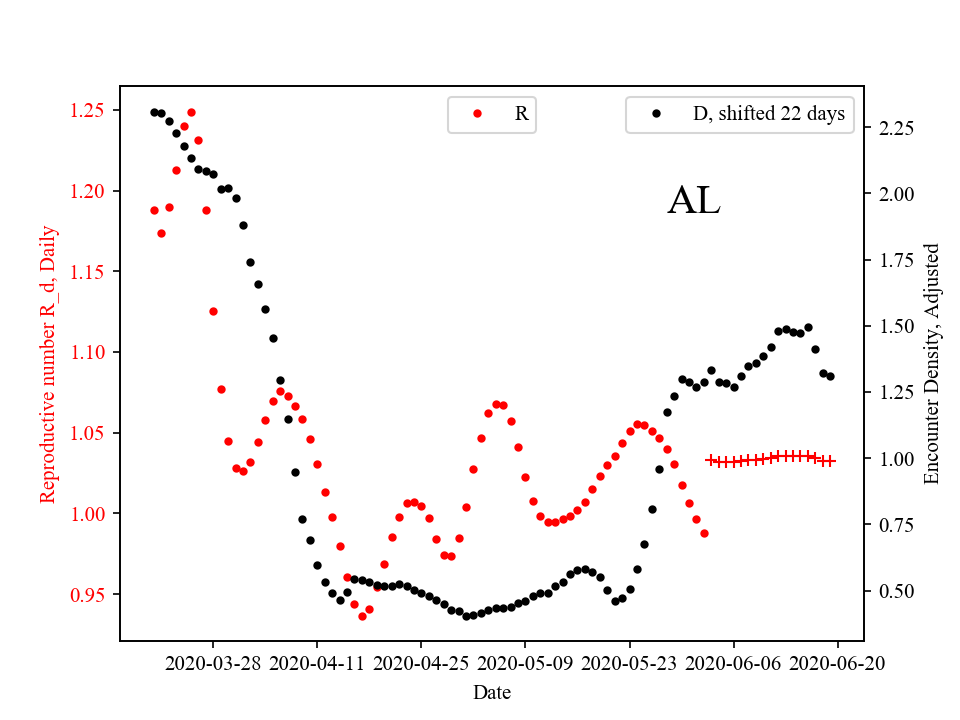 R
D, shifted 22 days
AL
Reproductive number R_d, Daily
1.25
1.20
1.15
1.10
1.05
1.00
0.95
Encounter Density, Adjusted
2.25
2.00
1.75
1.50
1.25
1.00
0.75
0.50
2020-03-28 2020-04-11 2020-04-25 2020-05-09 2020-05-23 2020-06-06 2020-06-20
Date